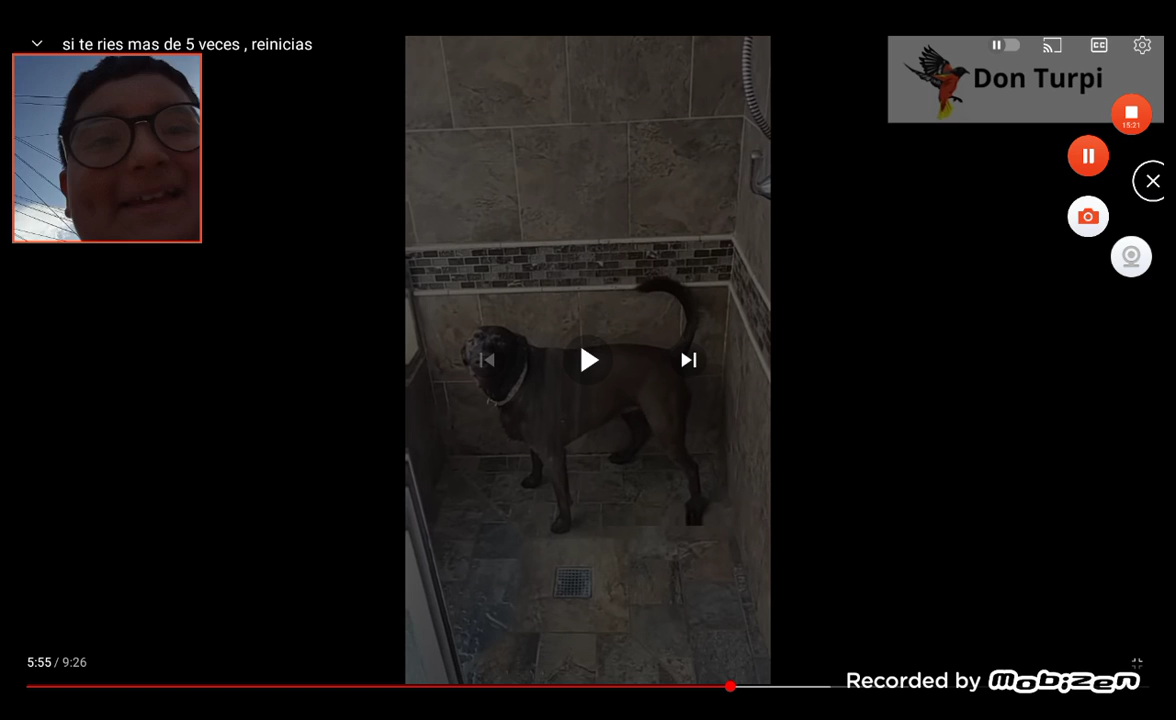 si te ries mas de 5 veces , reinicias
CC
Don Turpi
15:21
5:55 / 9:26
Recorded by mobizen